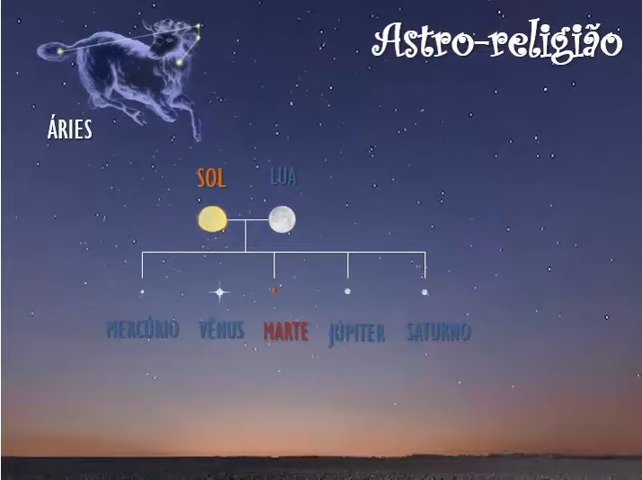 Astro-religião
ÁRIES
SOL LUA
MERCÚRIO VÊNUS MARTE JÚPITER SATURNO